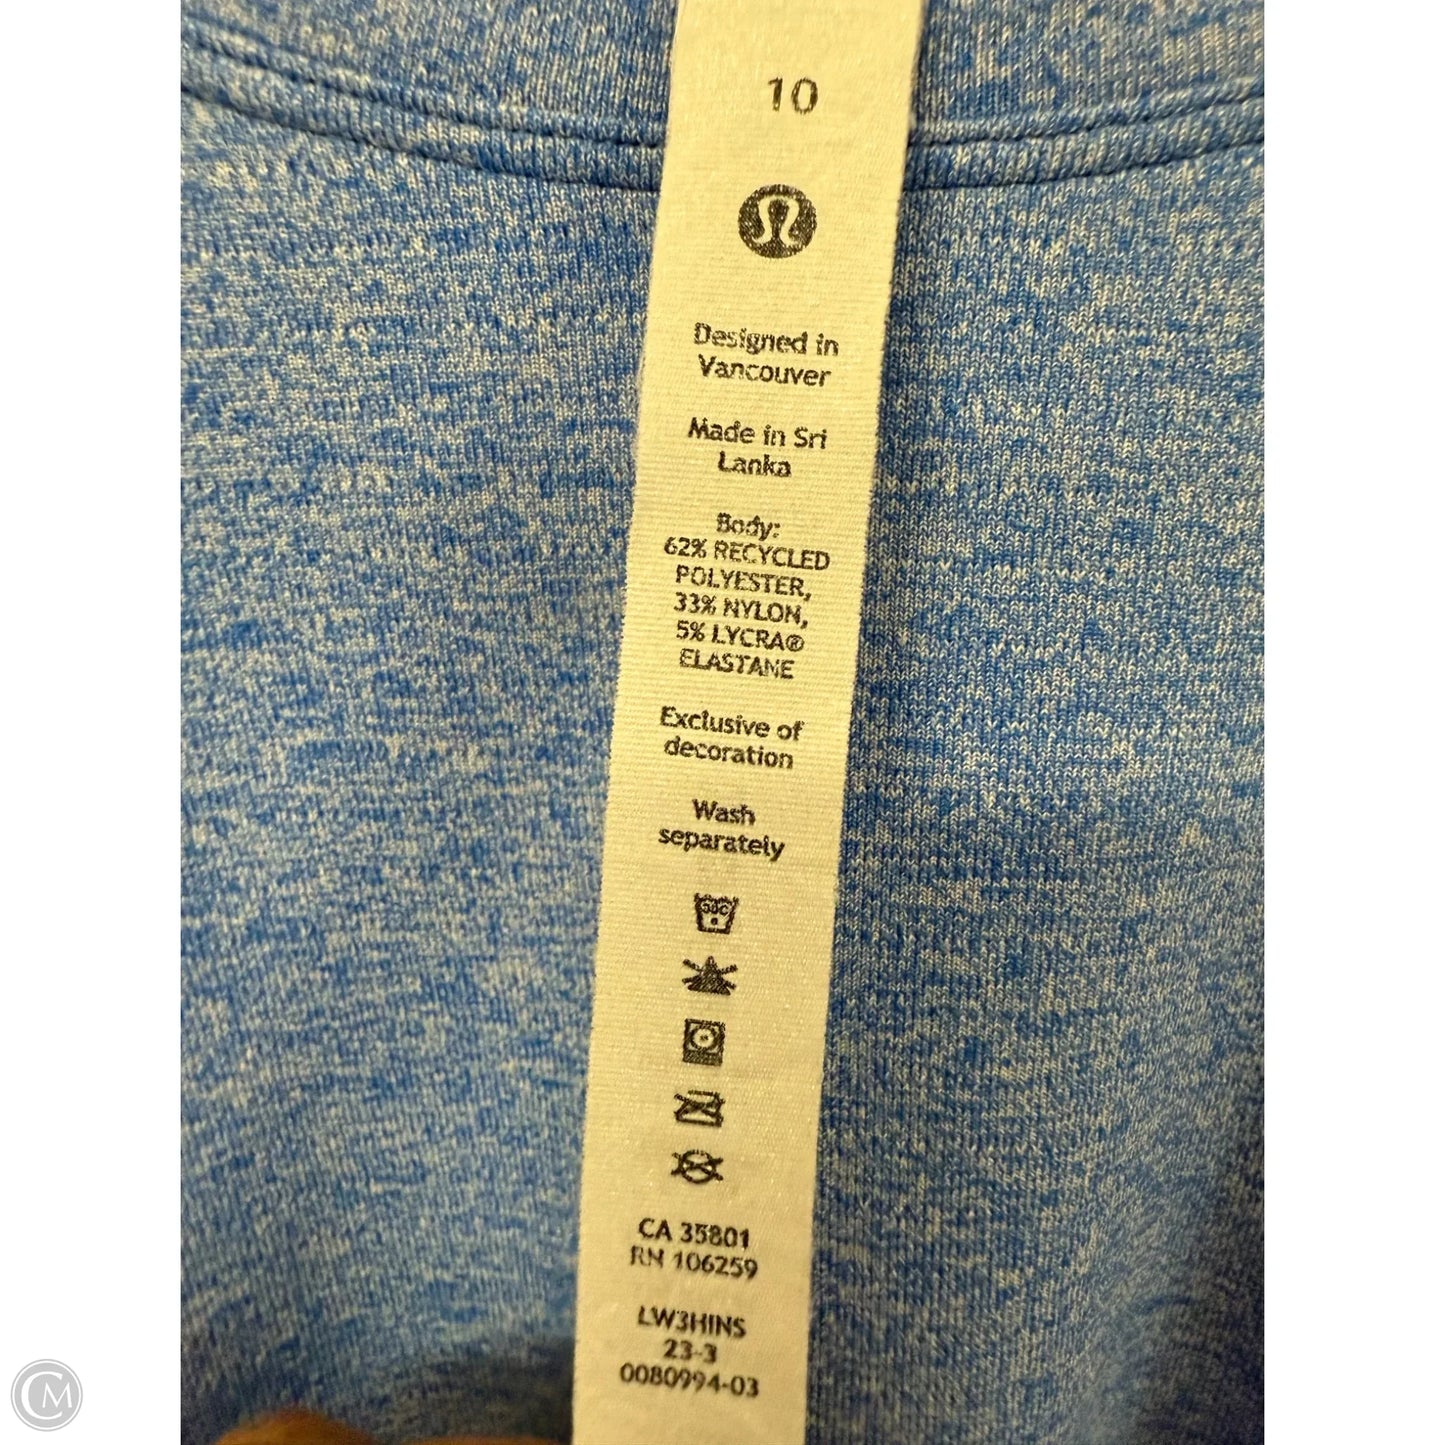 10
Designed in
Vancouver
Made in Sri
Lanka
Body:
62% RECYCLED
POLYESTER,
33% NYLON,
5% LYCRA®
ELASTANE
Exclusive of
decoration
Wash
separately
CA 35801
RN 106259
LW3HINS
23-3
0080994-03
CM